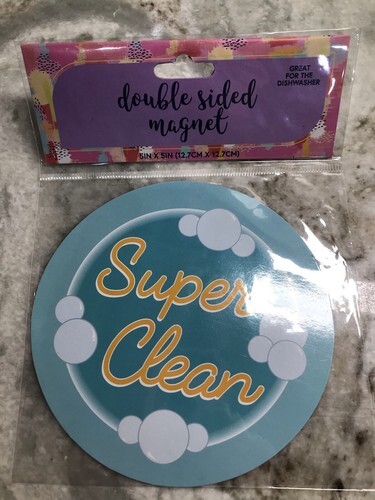 double sided
magnet
GREAT
FOR THE
DISHWASHER
5IN X 5IN (12.7CM X 12.7CM)
Super
Clean